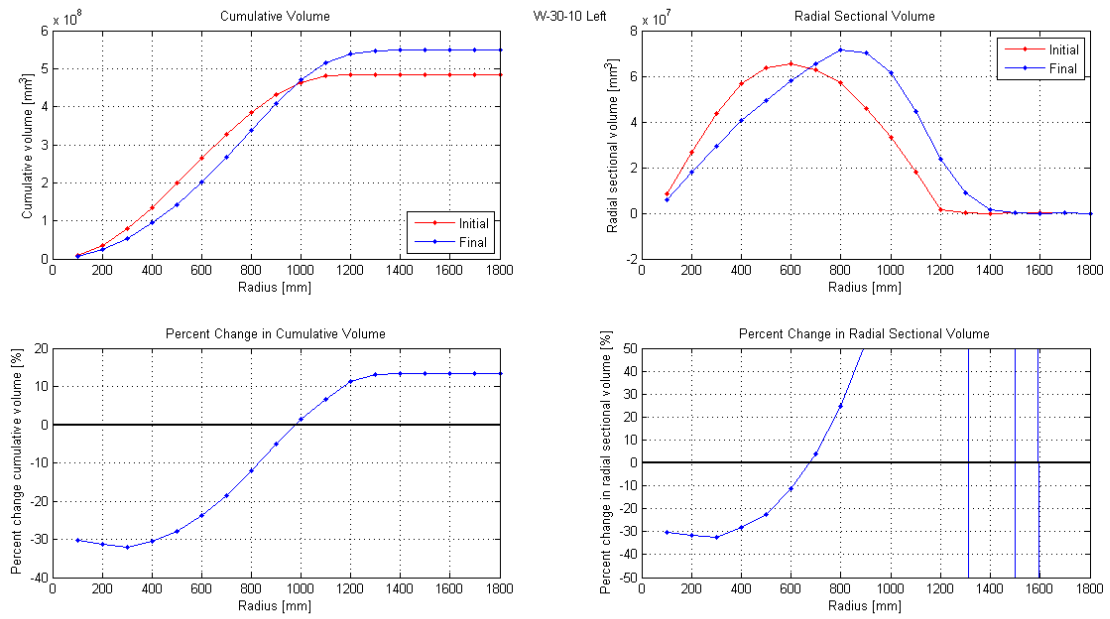 Cumulative Volume
W-30-10 Left
Radial Sectional Volume
x 10^8
6
5
4
3
2
1
0
Cumulative volume [mm^3]
Initial
Final
0 200 400 600 800 1000 1200 1400 1600 1800
Radius [mm]
x 10^7
8
6
4
2
0
-2
Radial sectional volume [mm^3]
Initial
Final
0 200 400 600 800 1000 1200 1400 1600 1800
Radius [mm]
Percent Change in Cumulative Volume
20
10
0
-10
-20
-30
-40
Percent change cumulative volume [%]
0 200 400 600 800 1000 1200 1400 1600 1800
Radius [mm]
Percent Change in Radial Sectional Volume
50
40
30
20
10
0
-10
-20
-30
-40
-50
Percent change in radial sectional volume [%]
0 200 400 600 800 1000 1200 1400 1600 1800
Radius [mm]